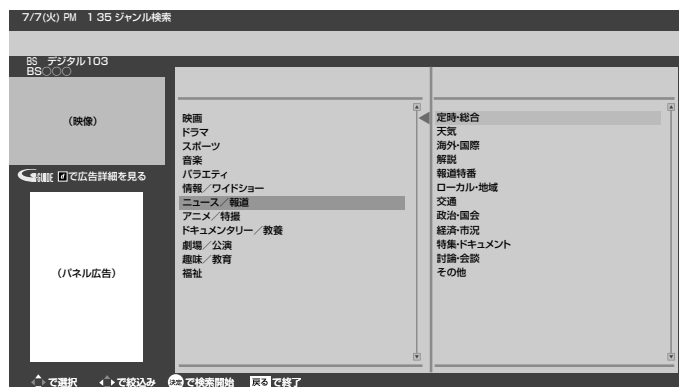 7/7(火) PM 1 35 ジャンル検索
BS デジタル103
BS○○○
(映像)
G-GUIDE dで広告詳細を見る
(パネル広告)
映画
ドラマ
スポーツ
音楽
バラエティ
情報／ワイドショー
ニュース／報道
アニメ／特撮
ドキュメンタリー／教養
劇場／公演
趣味／教育
福祉
定時・総合
天気
海外・国際
解説
報道特番
ローカル・地域
交通
政治・国会
経済・市況
特集・ドキュメント
討論・会談
その他
で選択 で絞込み 決定で検索開始 戻るで終了